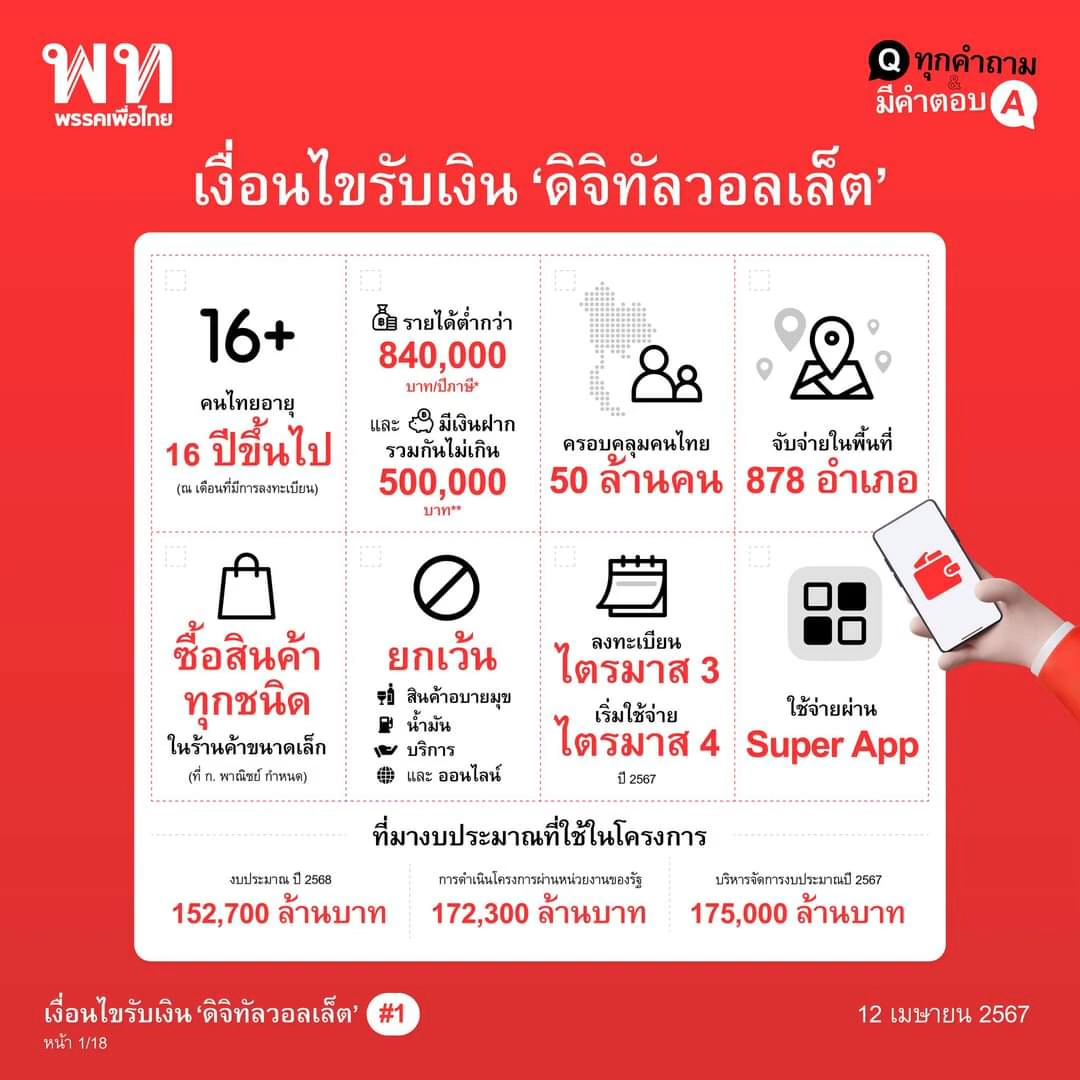 พท
พรรคเพื่อไทย
Q ทุกคำถาม
&
มีคำตอบ A
เงื่อนไขรับเงิน ‘ดิจิทัลวอลเล็ต’
16+
คนไทยอายุ
16 ปีขึ้นไป
(ณ เดือนที่มีการลงทะเบียน)
รายได้ต่ำกว่า
840,000
บาท/ปีภาษี*
และ มีเงินฝาก
รวมกันไม่เกิน
500,000
บาท**
ครอบคลุมคนไทย
50 ล้านคน
จับจ่ายในพื้นที่
878 อำเภอ
ซื้อสินค้า
ทุกชนิด
ในร้านค้าขนาดเล็ก
(ที่ ก. พาณิชย์ กำหนด)
ยกเว้น
สินค้าอบายมุข
น้ำมัน
บริการ
และ ออนไลน์
ลงทะเบียน
ไตรมาส 3
เริ่มใช้จ่าย
ไตรมาส 4
ปี 2567
ใช้จ่ายผ่าน
Super App
ที่มางบประมาณที่ใช้ในโครงการ
งบประมาณ ปี 2568
152,700 ล้านบาท
การดำเนินโครงการผ่านหน่วยงานของรัฐ
172,300 ล้านบาท
บริหารจัดการงบประมาณปี 2567
175,000 ล้านบาท
เงื่อนไขรับเงิน ‘ดิจิทัลวอลเล็ต’ #1
หน้า 1/18
12 เมษายน 2567